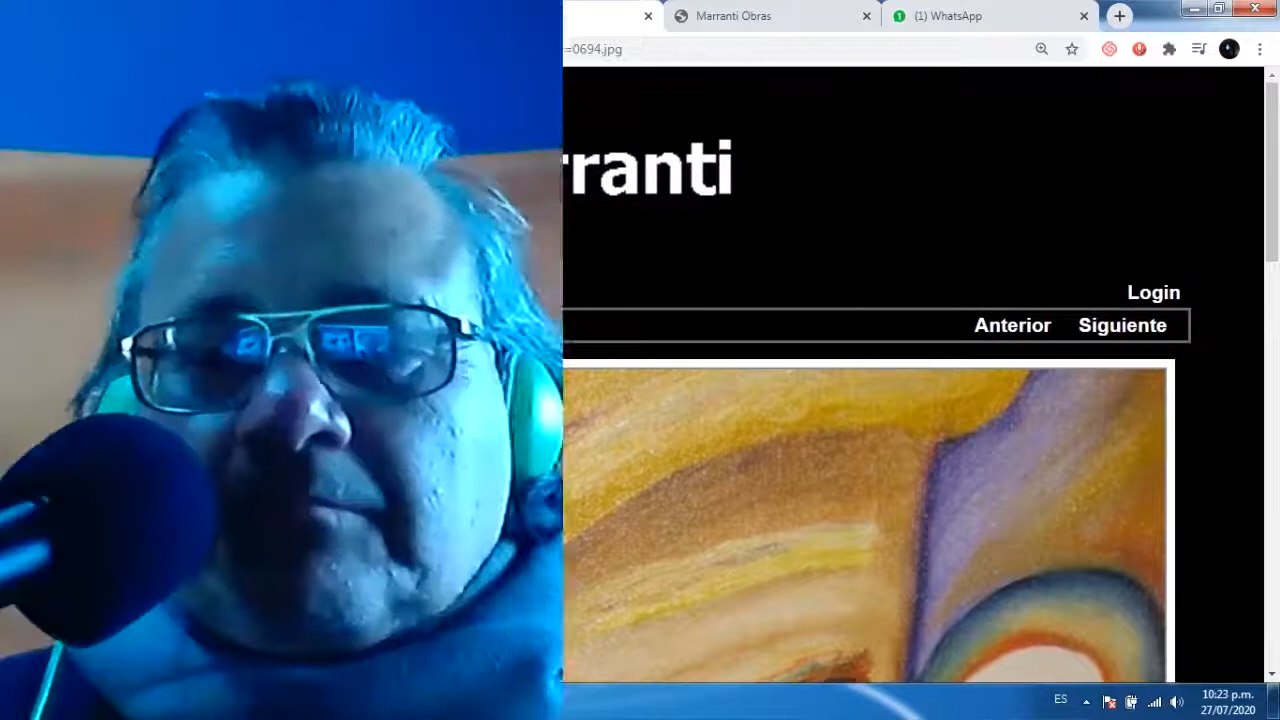 Marranti Obras
(1) WhatsApp
=0694.jpg
rranti
Login
Anterior Siguiente
ES
10:23 p.m.
27/07/2020